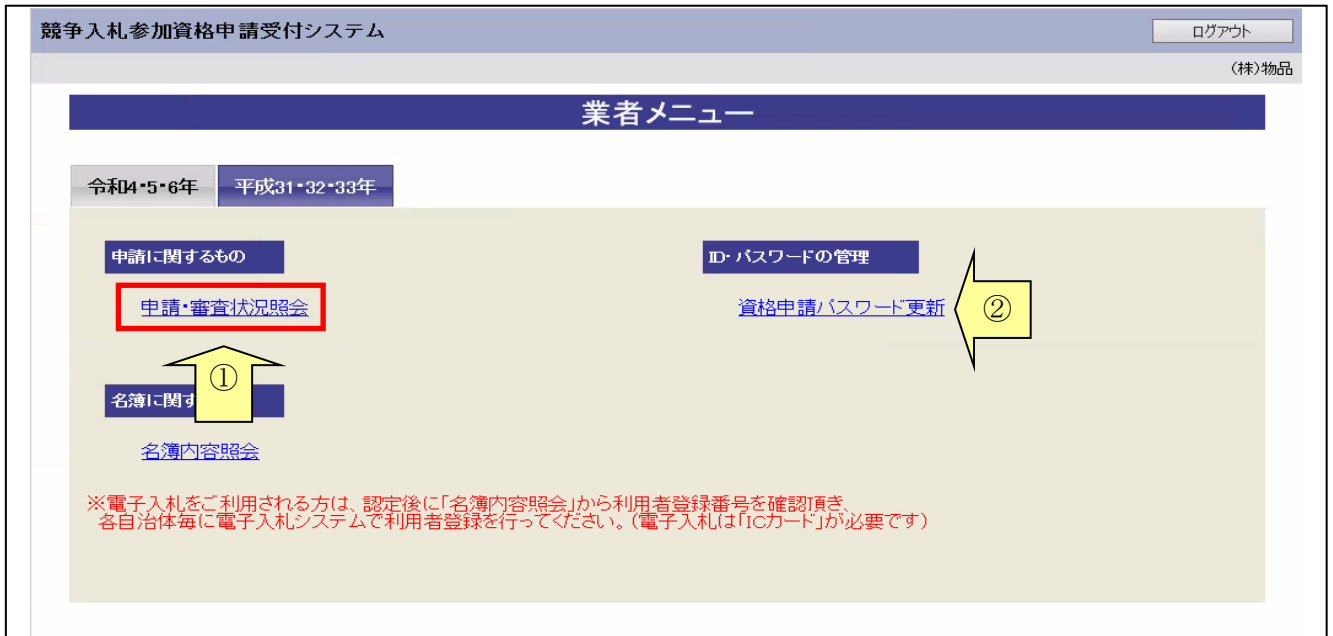 競争入札参加資格申請受付システム
ログアウト
(株)物品
業者メニュー
令和4・5・6年
平成31・32・33年
申請に関するもの
ID・パスワードの管理
申請・審査状況照会
資格申請パスワード更新
②
①
名簿に関す
名簿内容照会
※電子入札をご利用される方は、認定後に「名簿内容照会」から利用者登録番号を確認頂き、
各自治体毎に電子入札システムで利用者登録を行ってください。(電子入札は「ICカード」が必要です)